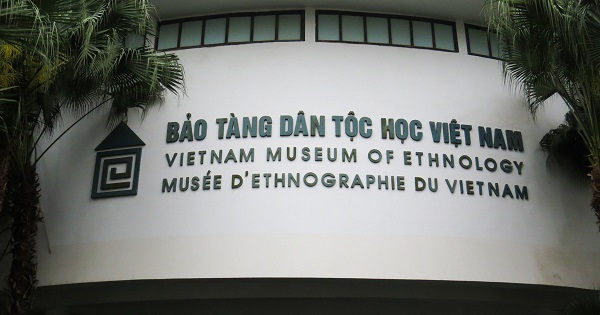 BẢO TÀNG DÂN TỘC HỌC VIỆT NAM
VIETNAM MUSEUM OF ETHNOLOGY
MUSÉE D'ETHNOGRAPHIE DU VIETNAM